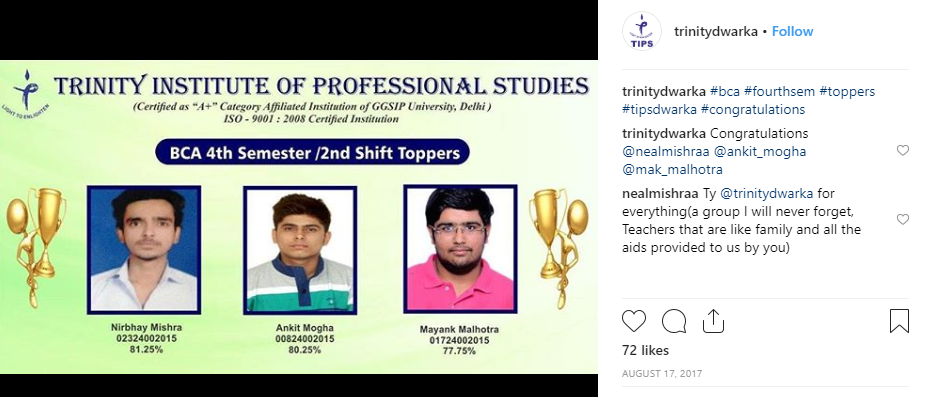 TRINITY INSTITUTE OF PROFESSIONAL STUDIES
(Certified as "A+" Category Affiliated Institution of GGSIP University, Delhi )
ISO - 9001 : 2008 Certified Institution
LIGHT TO ENLIGHTEN
BCA 4th Semester /2nd Shift Toppers
Nirbhay Mishra
02324002015
81.25%
Ankit Mogha
00824002015
80.25%
Mayank Malhotra
01724002015
77.75%
TIPS
trinitydwarka • Follow
trinitydwarka #bca #fourthsem #toppers
#tipsdwarka #congratulations
trinitydwarka Congratulations
@nealmishraa @ankit_mogha
@mak_malhotra
nealmishraa Ty @trinitydwarka for
everything(a group I will never forget,
Teachers that are like family and all the
aids provided to us by you)
72 likes
AUGUST 17, 2017